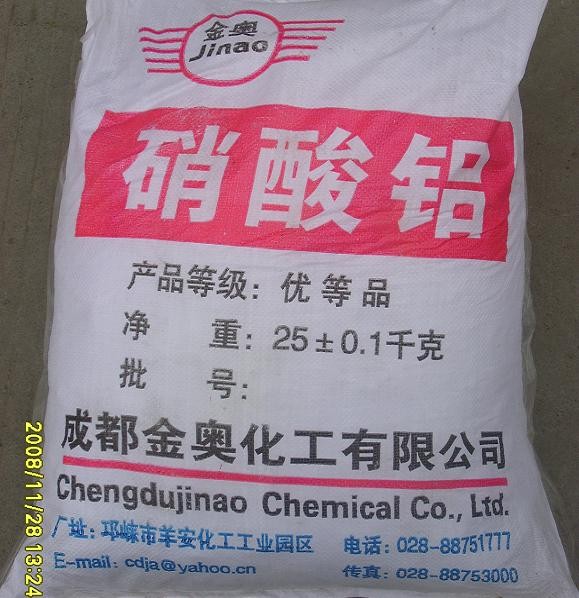 金奥
Jinao
硝酸铝
产品等级: 优等品
净 重: 25±0.1千克
批 号:
成都金奥化工有限公司
Chengdujinao Chemical Co., Ltd.
厂址: 邛崃市羊安化工工业园区 电话: 028-88751777
E-mail: cdja@yahoo.cn 传真: 028-88753000
2008/11/28 13:24